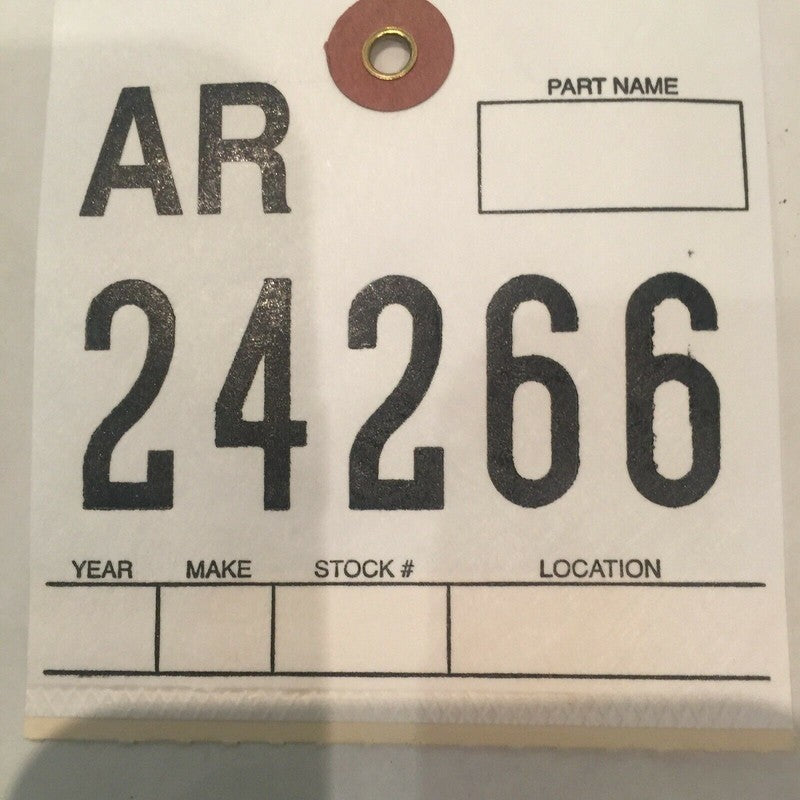 AR
PART NAME
24266
YEAR MAKE STOCK # LOCATION